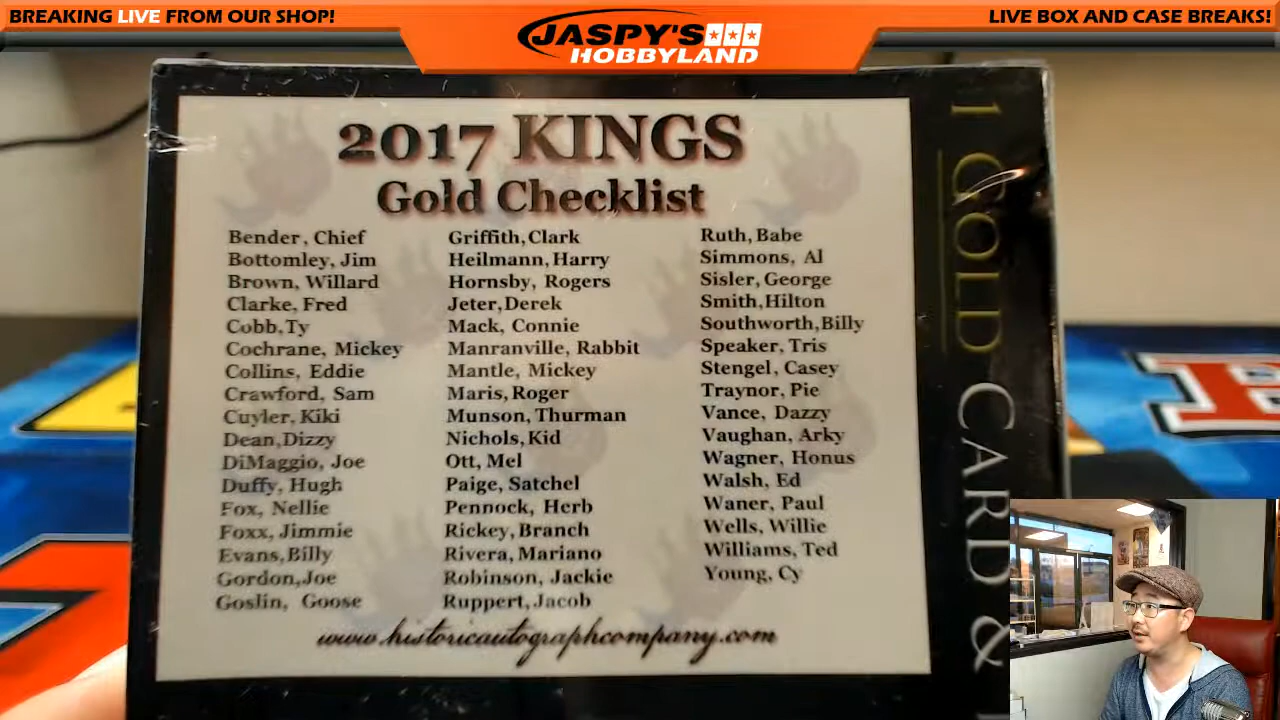 BREAKING LIVE FROM OUR SHOP!
JASPY'S
HOBBYLAND
LIVE BOX AND CASE BREAKS!
2017 KINGS
Gold Checklist
Bender, Chief
Bottomley, Jim
Brown, Willard
Clarke, Fred
Cobb,Ty
Cochrane, Mickey
Collins, Eddie
Crawford, Sam
Cuyler, Kiki
Dean,Dizzy
DiMaggio, Joe
Duffy, Hugh
Fox, Nellie
Foxx, Jimmie
Evans,Billy
Gordon,Joe
Goslin, Goose
Griffith,Clark
Heilmann, Harry
Hornsby, Rogers
Jeter,Derek
Mack, Connie
Manranville, Rabbit
Mantle, Mickey
Maris, Roger
Munson, Thurman
Nichols,Kid
Ott, Mel
Paige, Satchel
Pennock, Herb
Rickey, Branch
Rivera, Mariano
Robinson, Jackie
Ruppert,Jacob
Ruth, Babe
Simmons, Al
Sisler, George
Smith,Hilton
Southworth,Billy
Speaker, Tris
Stengel, Casey
Traynor, Pie
Vance, Dazzy
Vaughan, Arky
Wagner, Honus
Walsh, Ed
Waner, Paul
Wells, Willie
Williams, Ted
Young, Cy
www.historicautographcompany.com
1 GOLD CARD &